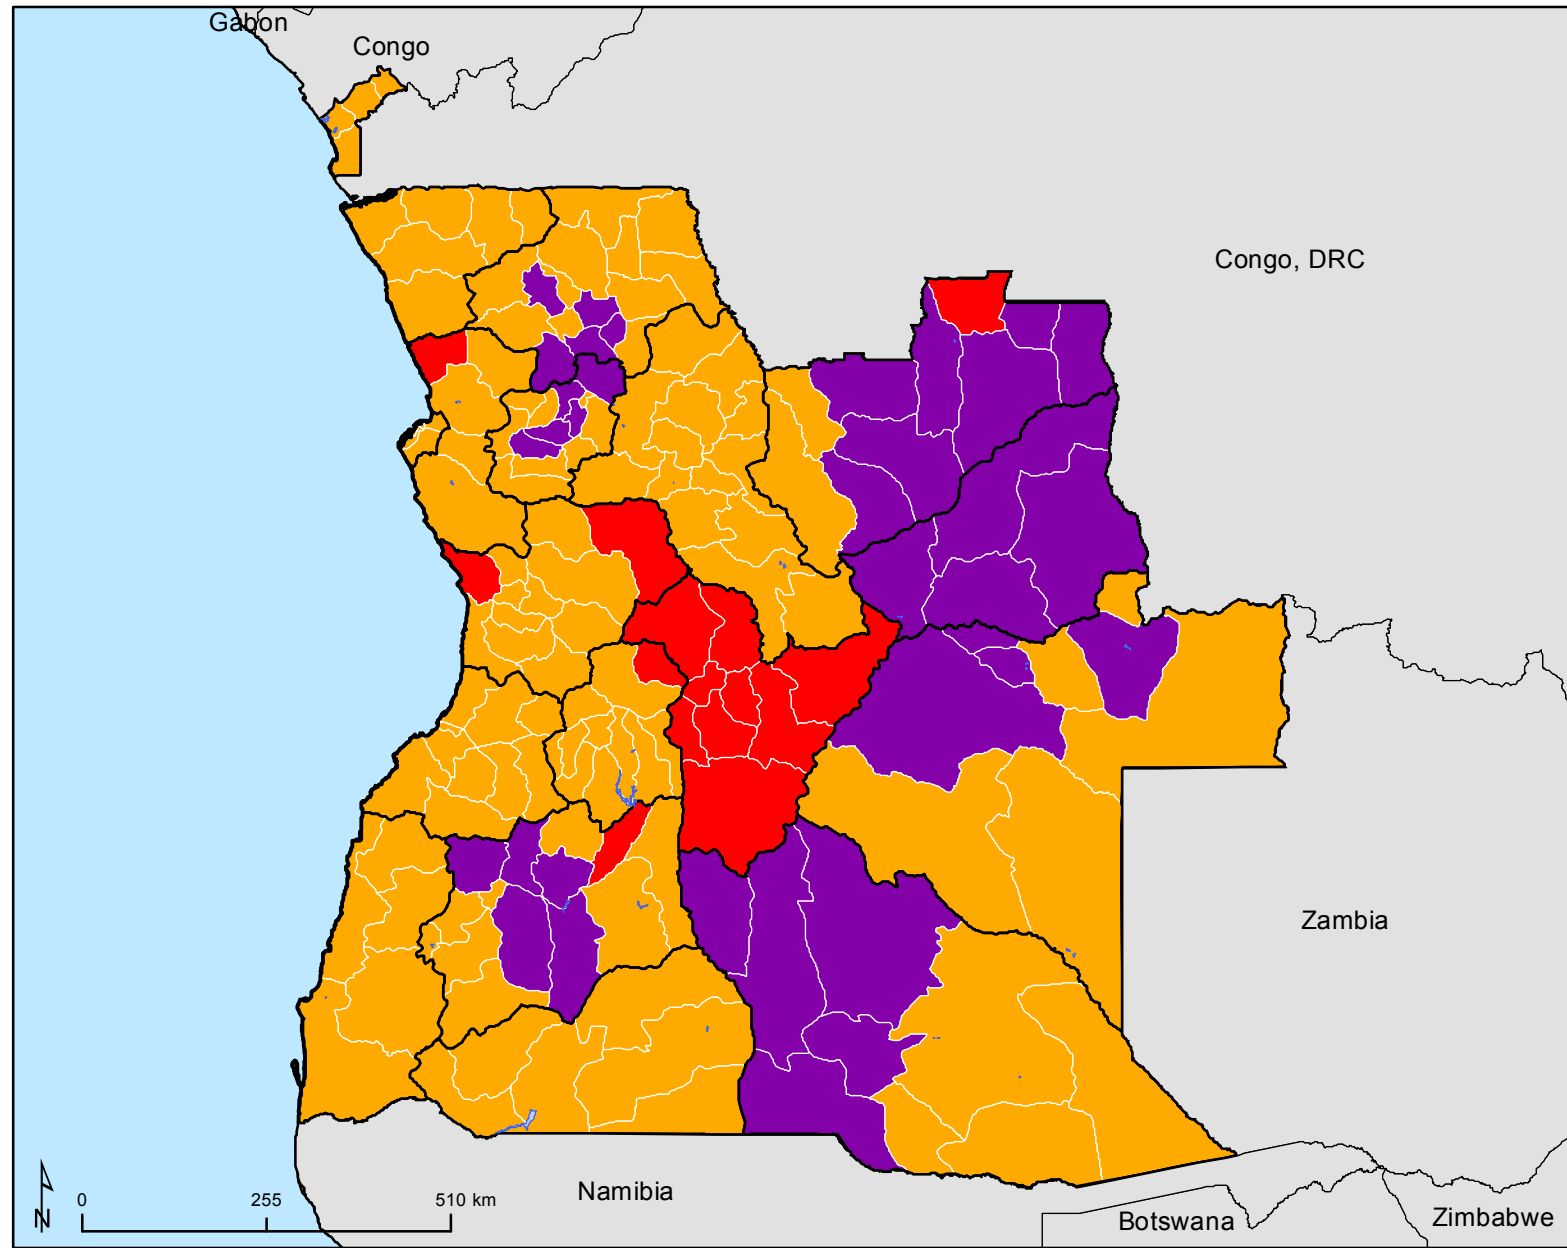 Gabon
Congo
Congo, DRC
Zambia
Namibia
Botswana
Zimbabwe
N
0 255 510 km